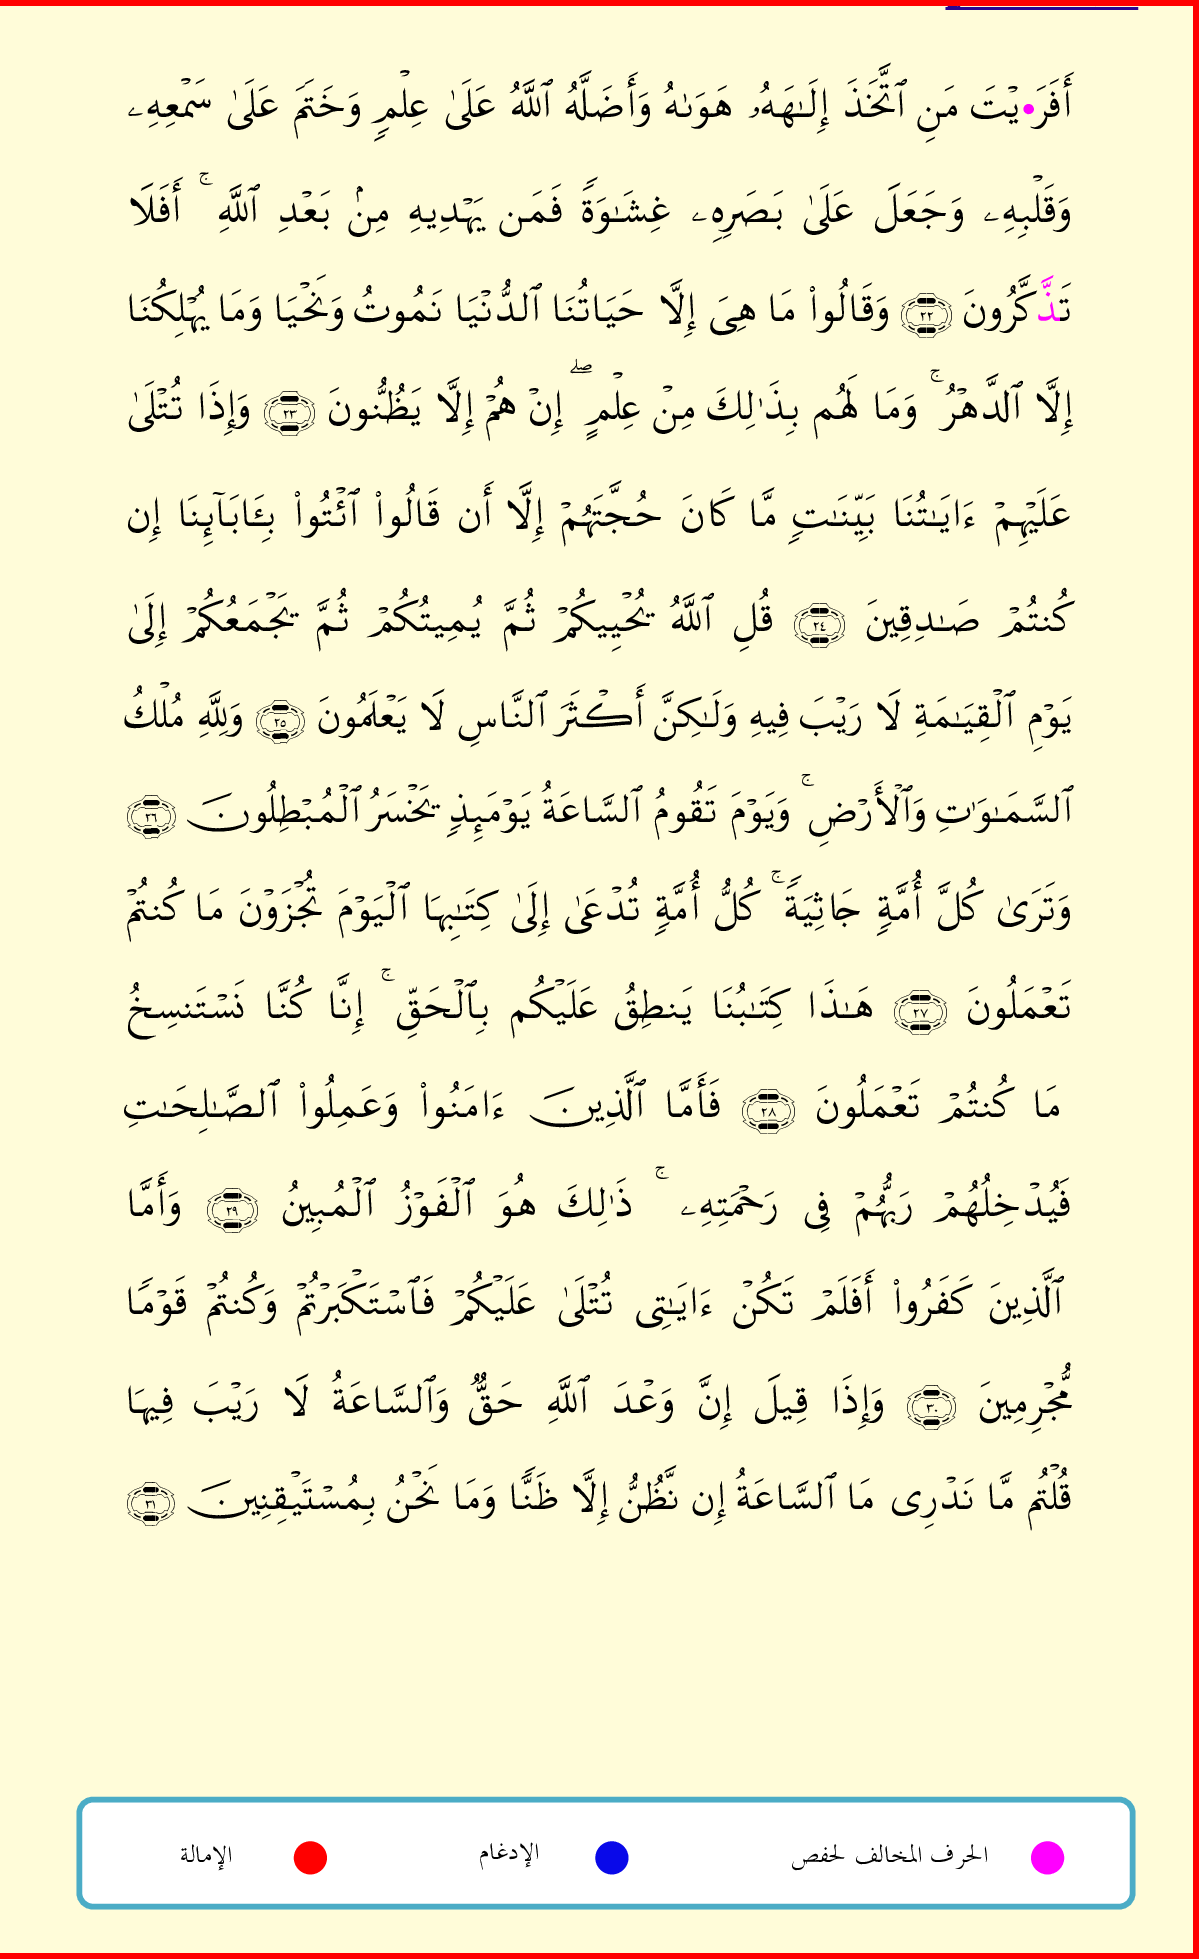 أَفَرَ•يْتَ مَنِ ٱتَّخَذَ إِلَـٰهَهُۥ هَوَىٰهُ وَأَضَلَّهُ ٱللَّهُ عَلَىٰ عِلْمٍۢ وَخَتَمَ عَلَىٰ سَمْعِهِۦ
وَقَلْبِهِۦ وَجَعَلَ عَلَىٰ بَصَرِهِۦ غِشَـٰوَةً فَمَن يَهْدِيهِ مِنۢ بَعْدِ ٱللَّهِ ۚ أَفَلَا
تَذَّكَّرُونَ ٢٢ وَقَالُوا۟ مَا هِىَ إِلَّا حَيَاتُنَا ٱلدُّنْيَا نَمُوتُ وَنَحْيَا وَمَا يُهْلِكُنَا
إِلَّا ٱلدَّهْرُ ۚ وَمَا لَهُم بِذَٰلِكَ مِنْ عِلْمٍ ۖ إِنْ هُمْ إِلَّا يَظُنُّونَ ٢٣ وَإِذَا تُتْلَىٰ
عَلَيْهِمْ ءَايَـٰتُنَا بَيِّنَـٰتٍ مَّا كَانَ حُجَّتَهُمْ إِلَّا أَن قَالُوا۟ ٱئْتُوا۟ بِـَٔابَآئِنَا إِن
كُنتُمْ صَـٰدِقِينَ ٢٤ قُلِ ٱللَّهُ يُحْيِيكُمْ ثُمَّ يُمِيتُكُمْ ثُمَّ يَجْمَعُكُمْ إِلَىٰ
يَوْمِ ٱلْقِيَـٰمَةِ لَا رَيْبَ فِيهِ وَلَـٰكِنَّ أَكْثَرَ ٱلنَّاسِ لَا يَعْلَمُونَ ٢٥ وَلِلَّهِ مُلْكُ
ٱلسَّمَـٰوَٰتِ وَٱلْأَرْضِ ۚ وَيَوْمَ تَقُومُ ٱلسَّاعَةُ يَوْمَئِذٍ يَخْسَرُ ٱلْمُبْطِلُونَ ٢٦
وَتَرَىٰ كُلَّ أُمَّةٍ جَاثِيَةً ۚ كُلُّ أُمَّةٍ تُدْعَىٰ إِلَىٰ كِتَـٰبِهَا ٱلْيَوْمَ تُجْزَوْنَ مَا كُنتُمْ
تَعْمَلُونَ ٢٧ هَـٰذَا كِتَـٰبُنَا يَنطِقُ عَلَيْكُم بِٱلْحَقِّ ۚ إِنَّا كُنَّا نَسْتَنسِخُ
مَا كُنتُمْ تَعْمَلُونَ ٢٨ فَأَمَّا ٱلَّذِينَ ءَامَنُوا۟ وَعَمِلُوا۟ ٱلصَّـٰلِحَـٰتِ
فَيُدْخِلُهُمْ رَبُّهُمْ فِى رَحْمَتِهِۦ ۚ ذَٰلِكَ هُوَ ٱلْفَوْزُ ٱلْمُبِينُ ٢٩ وَأَمَّا
ٱلَّذِينَ كَفَرُوا۟ أَفَلَمْ تَكُنْ ءَايَـٰتِى تُتْلَىٰ عَلَيْكُمْ فَٱسْتَكْبَرْتُمْ وَكُنتُمْ قَوْمًا
مُّجْرِمِينَ ٣٠ وَإِذَا قِيلَ إِنَّ وَعْدَ ٱللَّهِ حَقٌّ وَٱلسَّاعَةُ لَا رَيْبَ فِيهَا
قُلْتُم مَّا نَدْرِى مَا ٱلسَّاعَةُ إِن نَّظُنُّ إِلَّا ظَنًّا وَمَا نَحْنُ بِمُسْتَيْقِنِينَ ٣١
الحرف المخالف لحفص الإدغام الإمالة